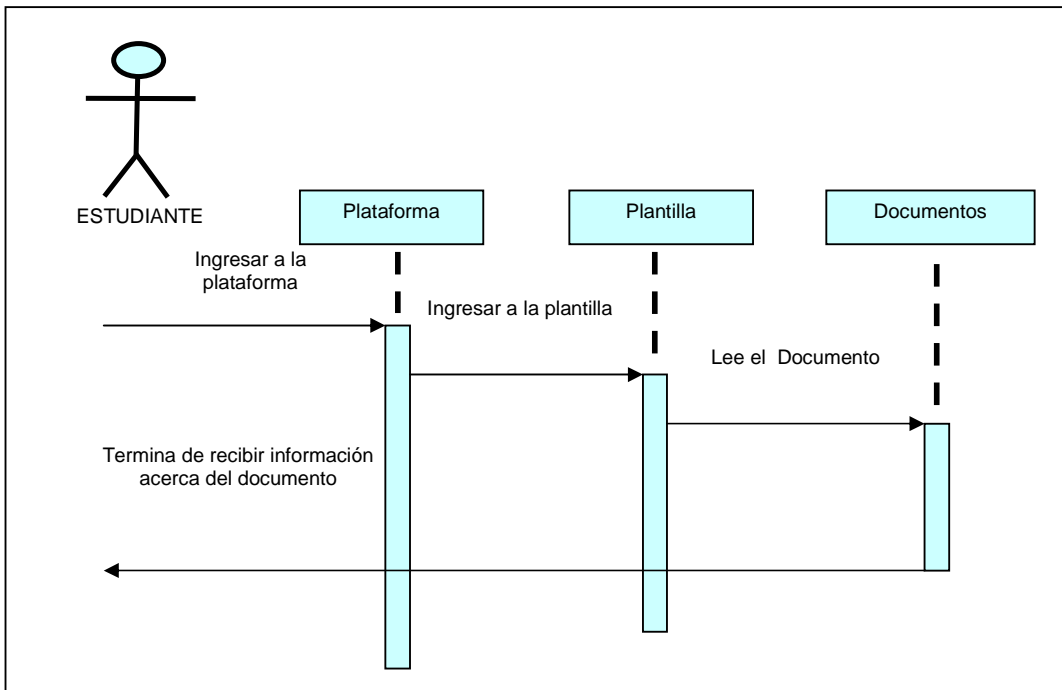 ESTUDIANTE
Plataforma
Plantilla
Documentos
Ingresar a la
plataforma
Ingresar a la plantilla
Lee el  Documento
Termina de recibir información
acerca del documento